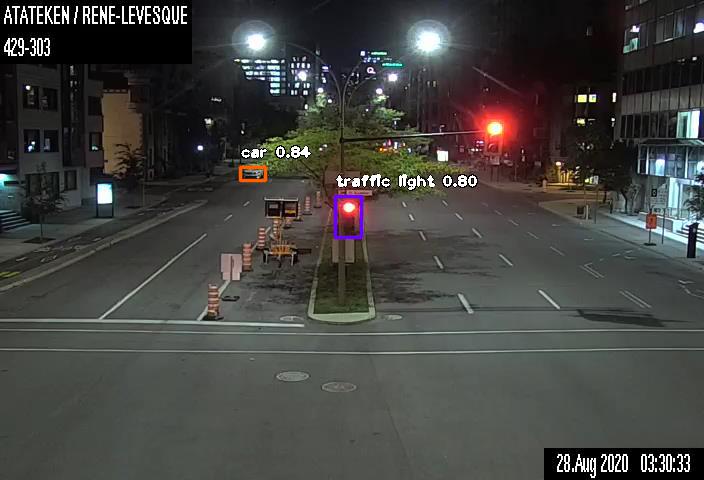 ATATEKEN / RENE-LEVESQUE
429-303
car 0.84
traffic light 0.80
28.Aug 2020 03:30:33